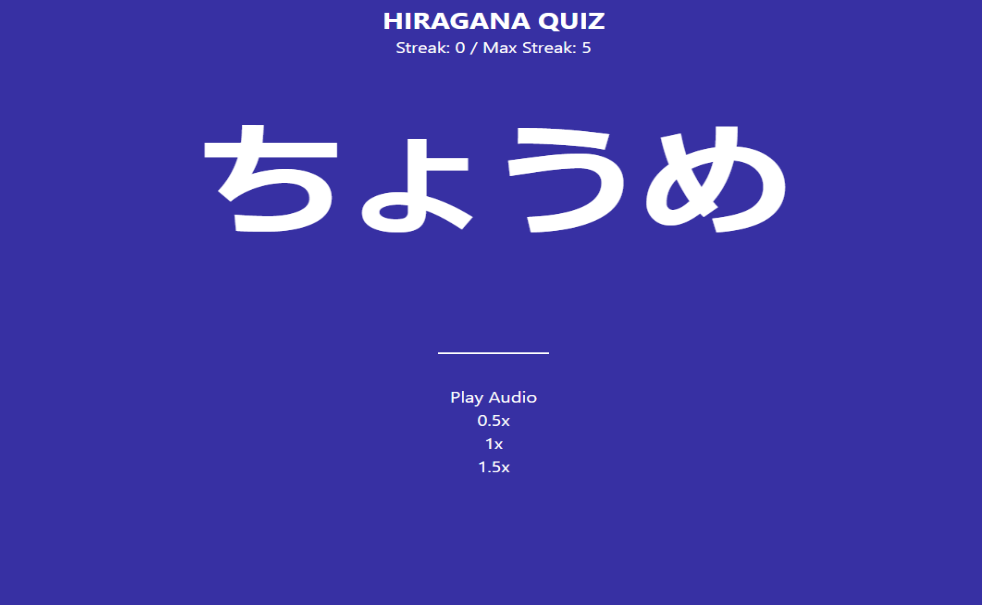 HIRAGANA QUIZ
Streak: 0 / Max Streak: 5
ちょうめ
Play Audio
0.5x
1x
1.5x